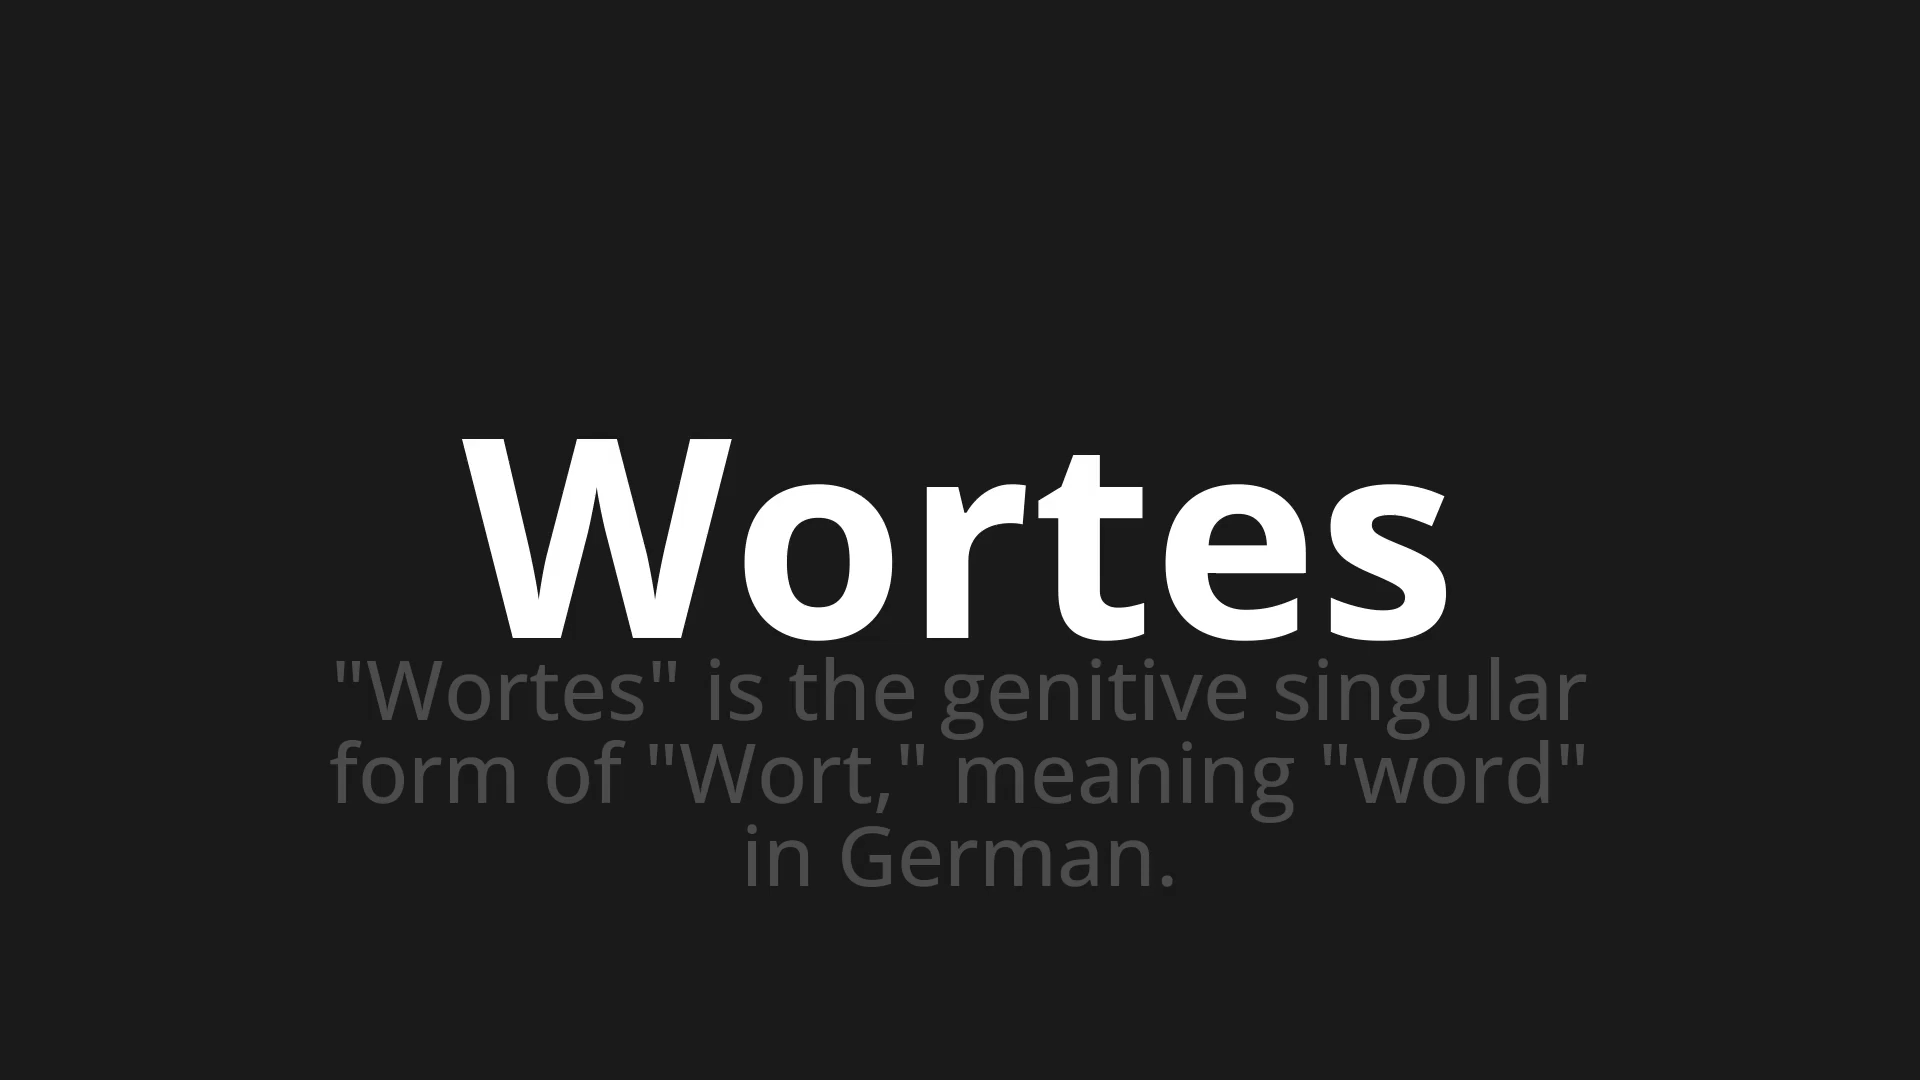 Wortes
"Wortes" is the genitive singular
form of "Wort," meaning "word"
in German.